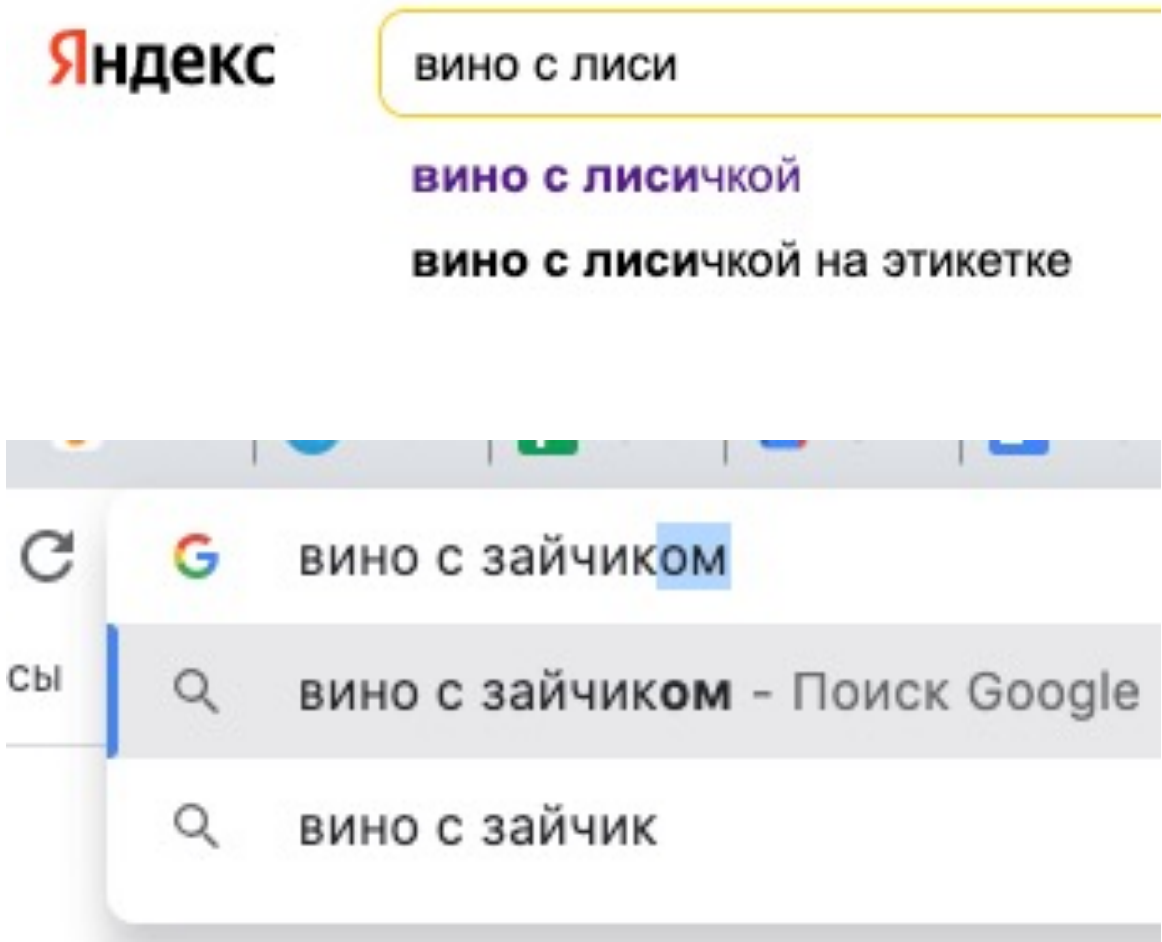 Яндекс
вино с лиси
вино с лисичкой
вино с лисичкой на этикетке
вино с зайчиком
сы
вино с зайчиком - Поиск Google
вино с зайчик